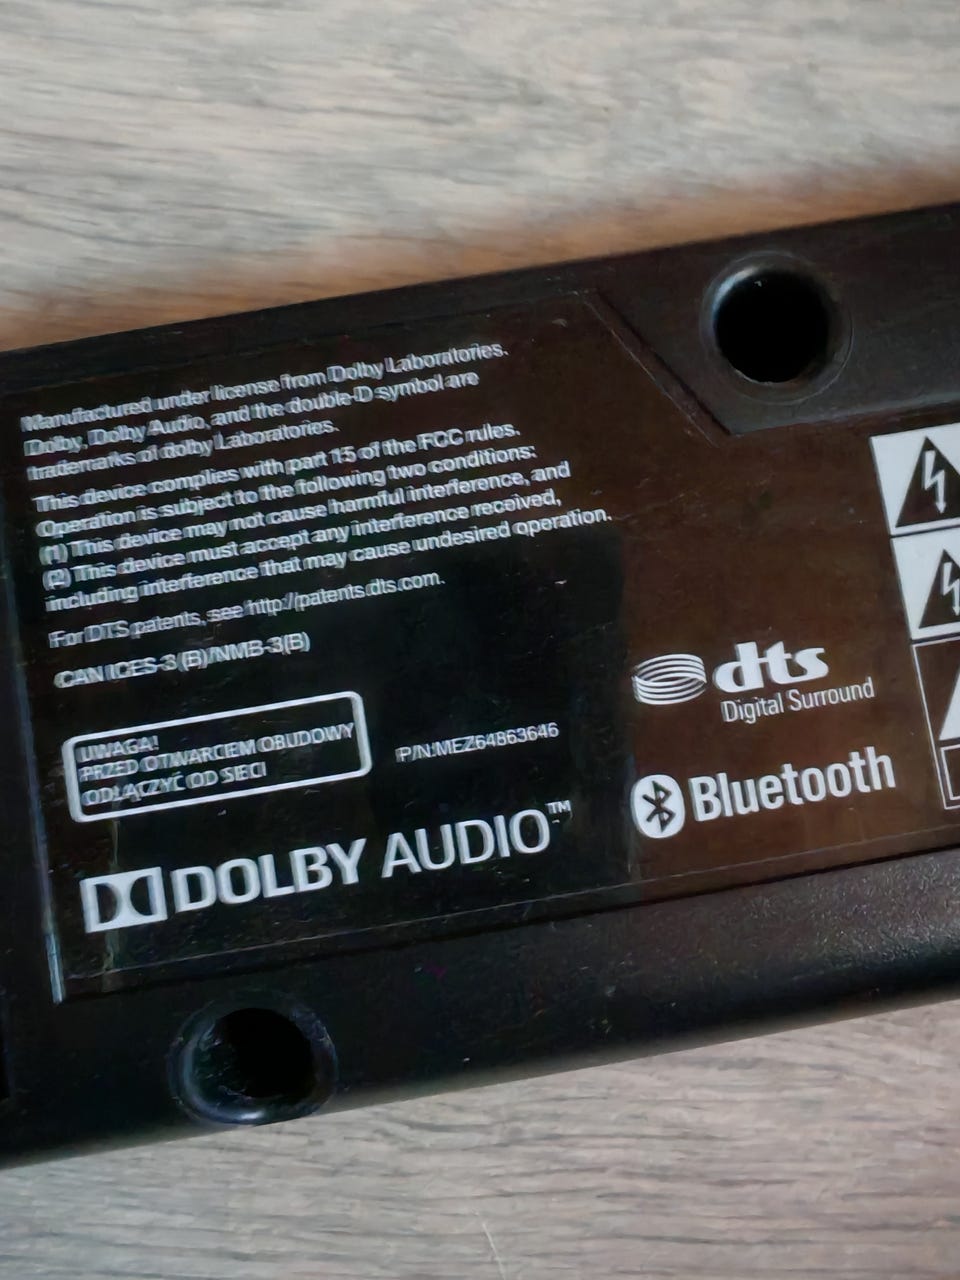 Manufactured under license from Dolby Laboratories.
Dolby, Dolby Audio, and the double-D symbol are
trademarks of dolby Laboratories.
This device complies with part 15 of the FCC rules.
Operation is subject to the following two conditions:
(1) This device may not cause harmful interference, and
(2) This device must accept any interference received,
including interference that may cause undesired operation.
For DTS patents, see http://patents.dts.com.
CAN ICES-3 (B)/NMB-3(B)
UWAGA!
PRZED OTWARCIEM OBUDOWY
ODŁĄCZYĆ OD SIECI
P/N:MEZ64863646
dts
Digital Surround
Bluetooth
DOLBY AUDIO™